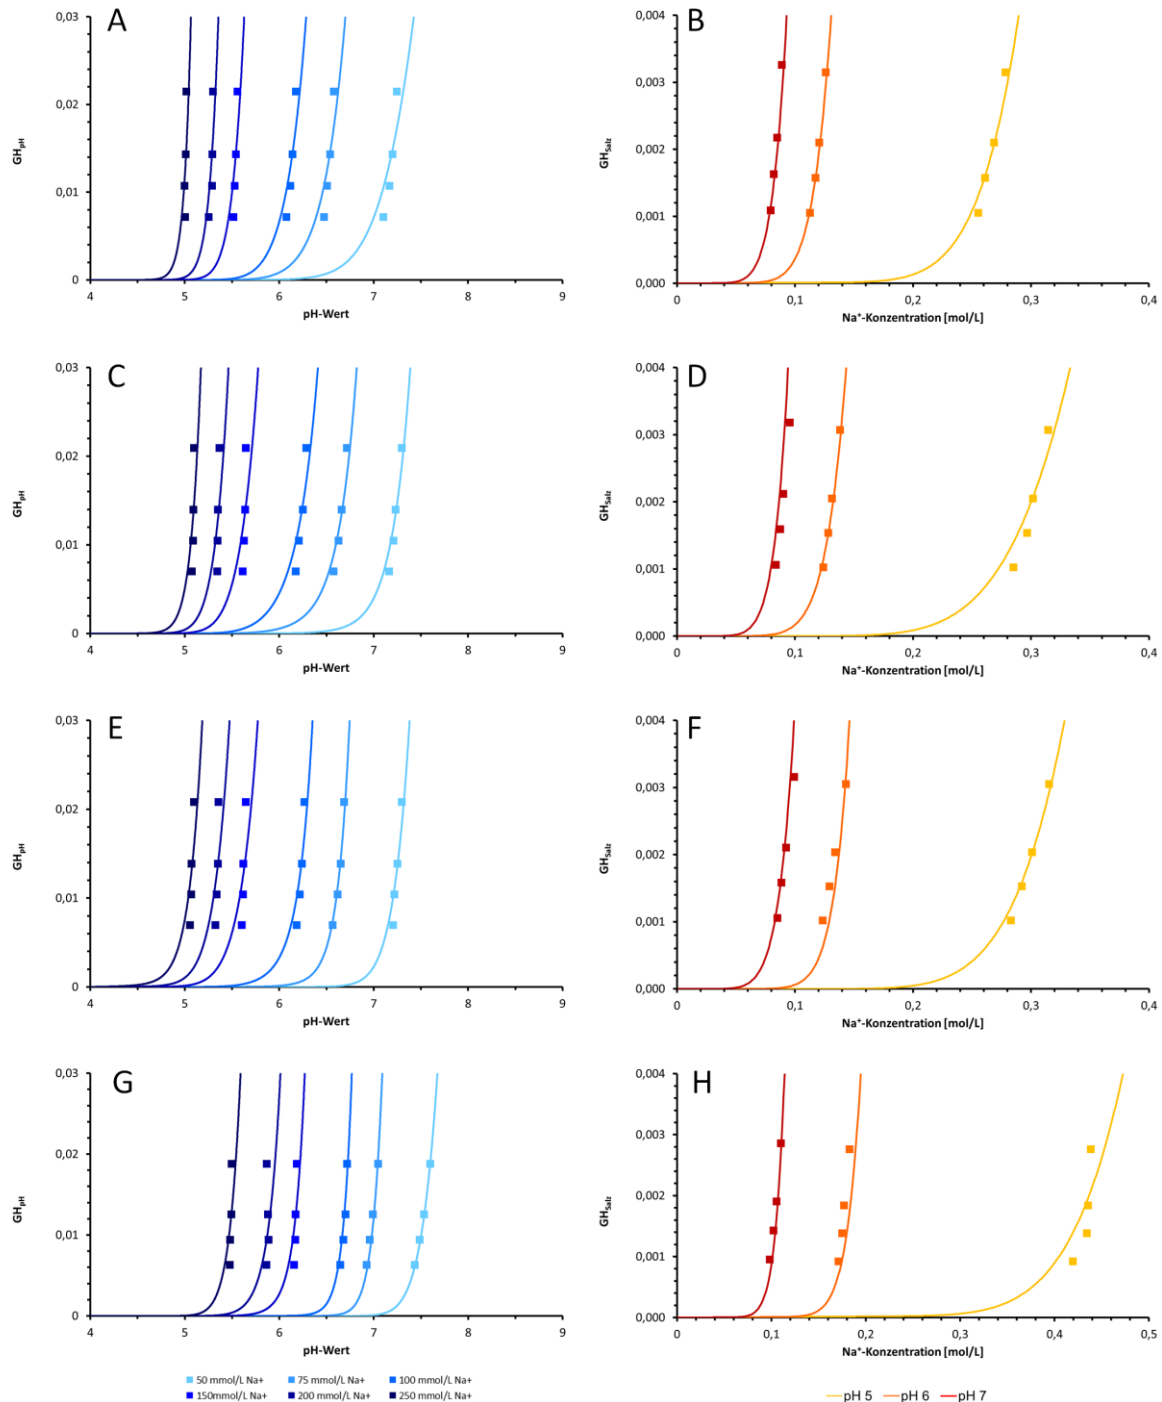 A
0,03
0,02
0,01
0
GH_pH
4 5 6 7 8 9
pH-Wert
B
0,004
0,003
0,002
0,001
0,000
GH_Salz
0 0,1 0,2 0,3 0,4
Na⁺-Konzentration [mol/L]
C
0,03
0,02
0,01
0
GH_pH
4 5 6 7 8 9
pH-Wert
D
0,004
0,003
0,002
0,001
0,000
GH_Salz
0 0,1 0,2 0,3 0,4
Na⁺-Konzentration [mol/L]
E
0,03
0,02
0,01
0
GH_pH
4 5 6 7 8 9
pH-Wert
F
0,004
0,003
0,002
0,001
0,000
GH_Salz
0 0,1 0,2 0,3 0,4
Na⁺-Konzentration [mol/L]
G
0,03
0,02
0,01
0
GH_pH
4 5 6 7 8 9
pH-Wert
H
0,004
0,003
0,002
0,001
0,000
GH_Salz
0 0,1 0,2 0,3 0,4 0,5
Na⁺-Konzentration [mol/L]
50 mmol/L Na+ 75 mmol/L Na+ 100 mmol/L Na+
150mmol/L Na+ 200 mmol/L Na+ 250 mmol/L Na+
pH 5 pH 6 pH 7